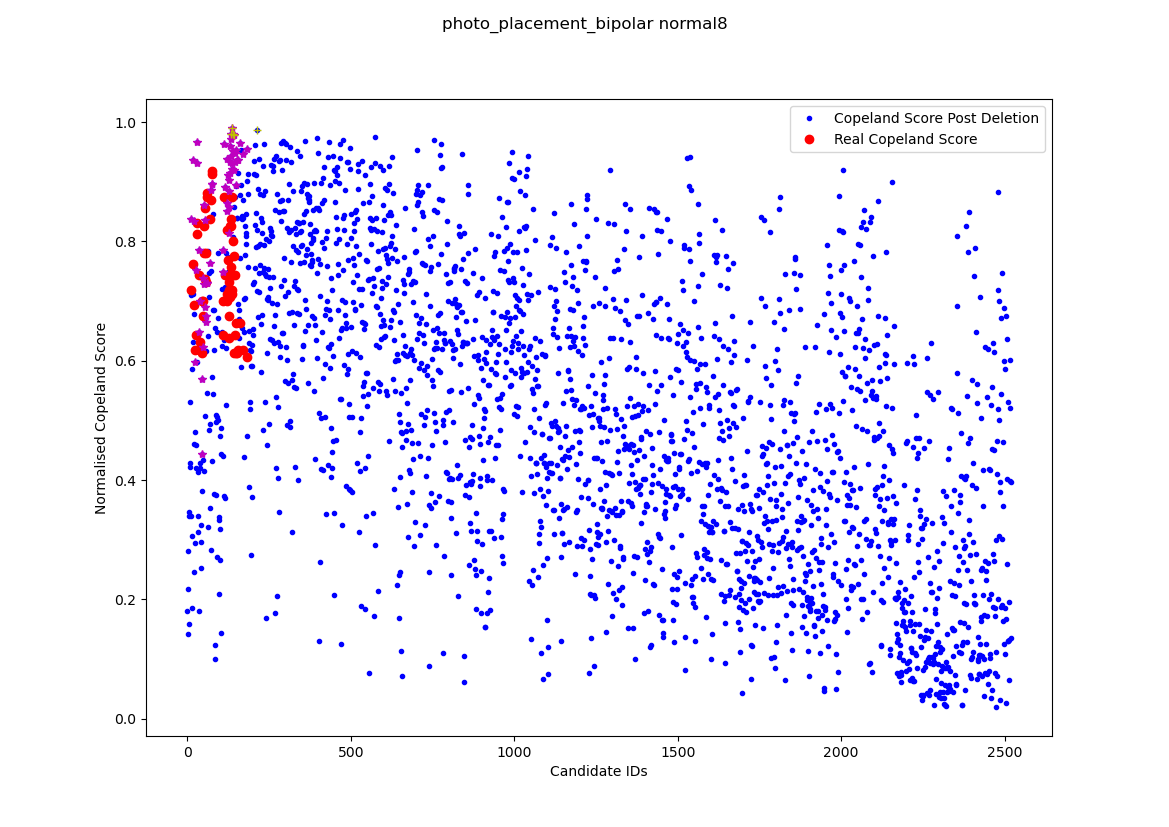 photo_placement_bipolar normal8
Copeland Score Post Deletion
Real Copeland Score
Normalised Copeland Score
1.0
0.8
0.6
0.4
0.2
0.0
0
500
1000
1500
2000
2500
Candidate IDs